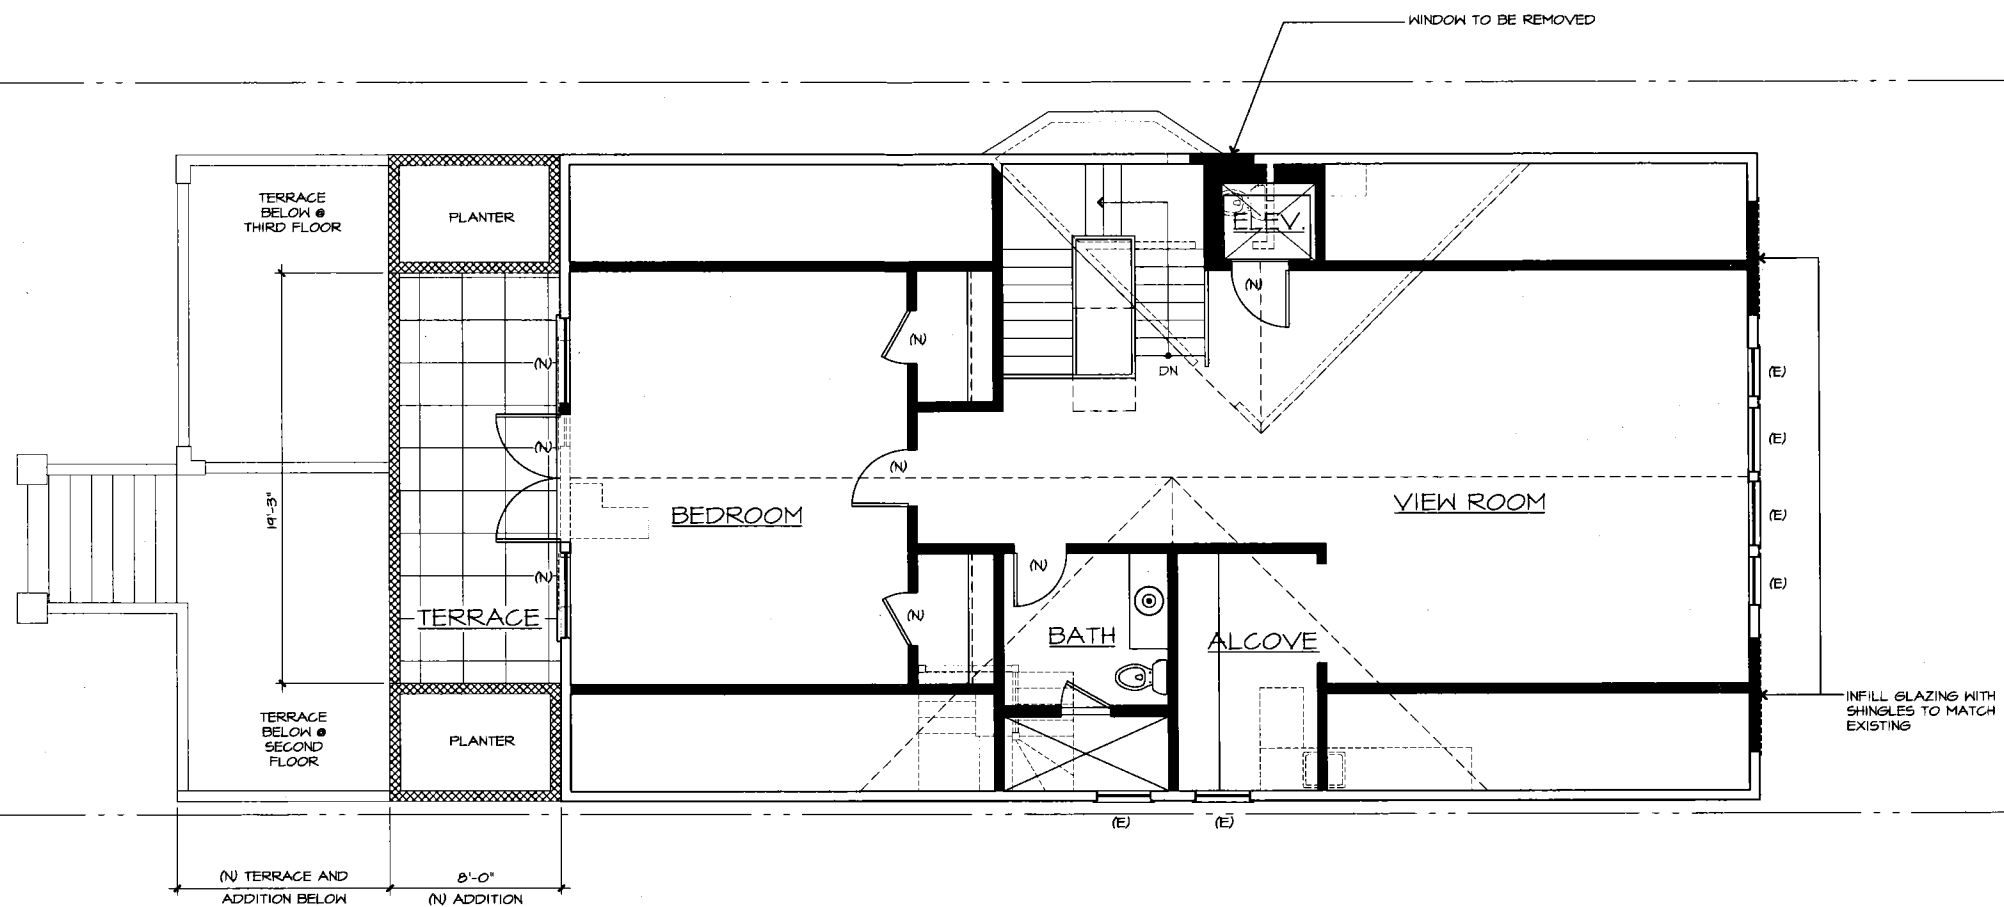 WINDOW TO BE REMOVED
TERRACE
BELOW @
THIRD FLOOR
PLANTER
ELEV.
(N)
(N)
(N)
DN
(E)
(N)
(E)
(N)
19'-3"
BEDROOM
VIEW ROOM
(E)
(N)
(N)
(E)
(N)
TERRACE
BATH
ALCOVE
INFILL GLAZING WITH
SHINGLES TO MATCH
EXISTING
TERRACE
BELOW @
SECOND
FLOOR
PLANTER
(E)
(E)
(N) TERRACE AND
ADDITION BELOW
8'-0"
(N) ADDITION